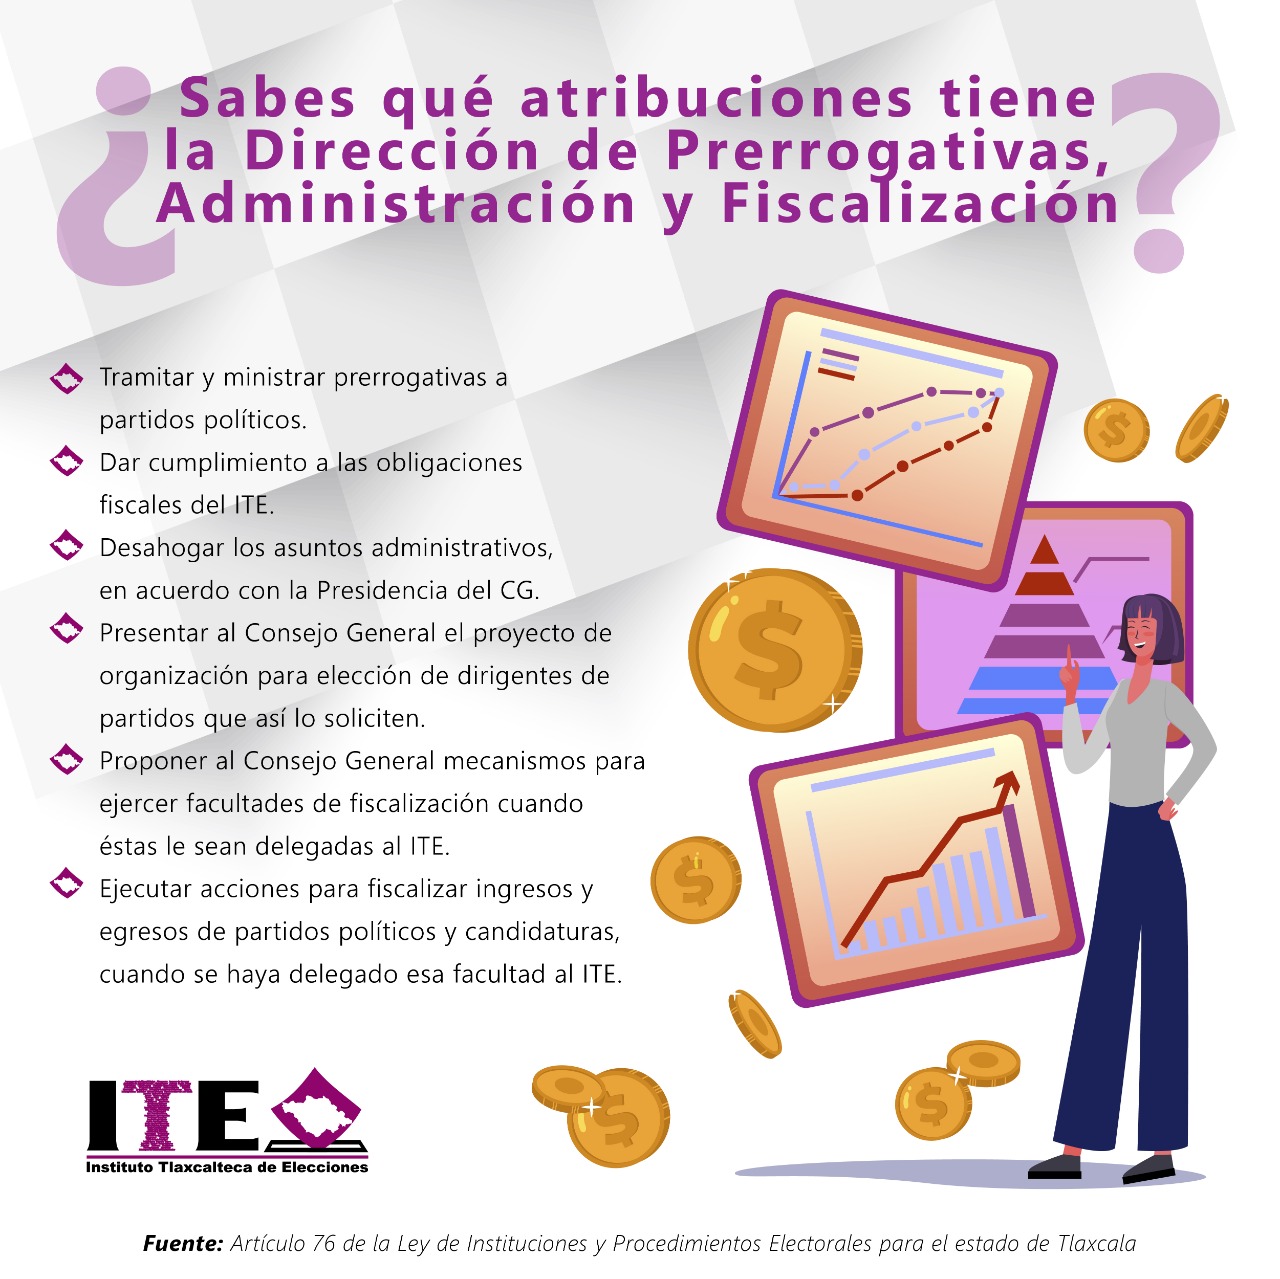 ¿Sabes qué atribuciones tiene
la Dirección de Prerrogativas,
Administración y Fiscalización?
Tramitar y ministrar prerrogativas a
partidos políticos.
Dar cumplimiento a las obligaciones
fiscales del ITE.
Desahogar los asuntos administrativos,
en acuerdo con la Presidencia del CG.
Presentar al Consejo General el proyecto de
organización para elección de dirigentes de
partidos que así lo soliciten.
Proponer al Consejo General mecanismos para
ejercer facultades de fiscalización cuando
éstas le sean delegadas al ITE.
Ejecutar acciones para fiscalizar ingresos y
egresos de partidos políticos y candidaturas,
cuando se haya delegado esa facultad al ITE.
$
$
$
$
$
ITE
Instituto Tlaxcalteca de Elecciones
Fuente: Artículo 76 de la Ley de Instituciones y Procedimientos Electorales para el estado de Tlaxcala